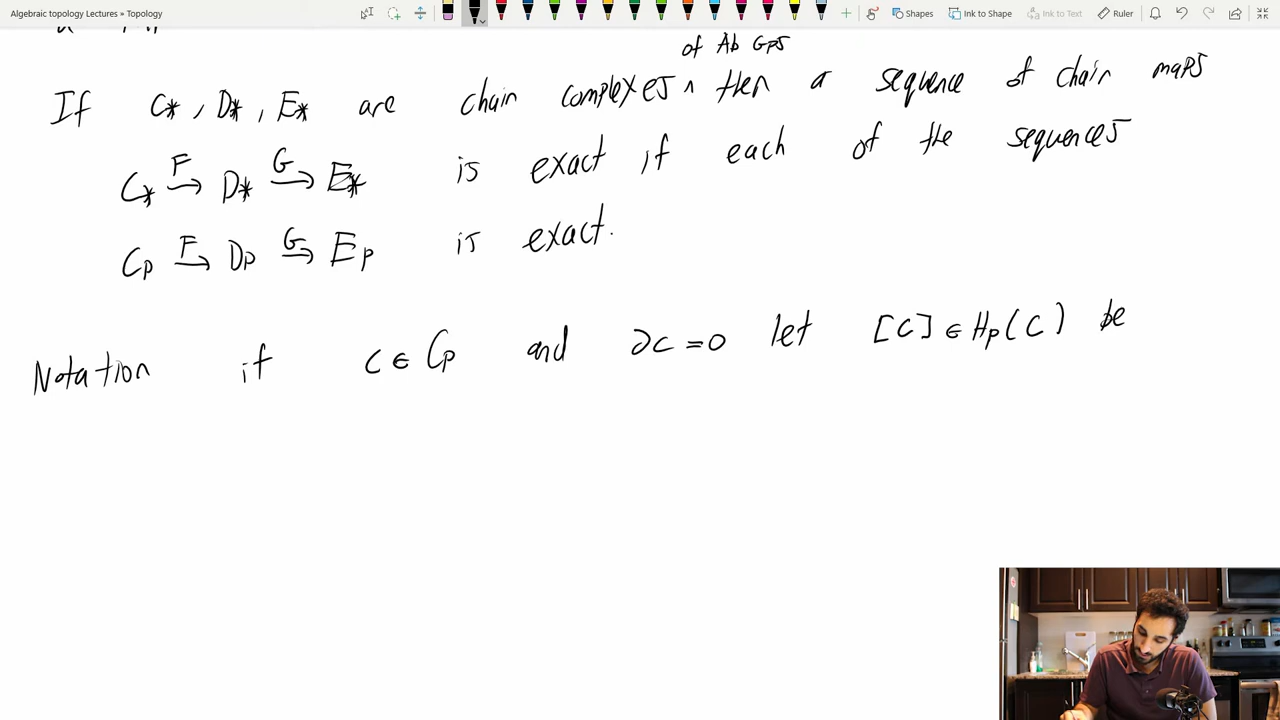 Algebraic topology Lectures » Topology
Shapes Ink to Shape Ink to Text Ruler
of Ab Gps
If C* , D* , E* are chain complexes ^ then a sequence of chain maps
C* →F D* →G E* is exact if each of the sequences
Cp →F Dp →G Ep is exact.
Notation if c ∈ Cp and ∂c = 0 let [c] ∈ Hp(C) be